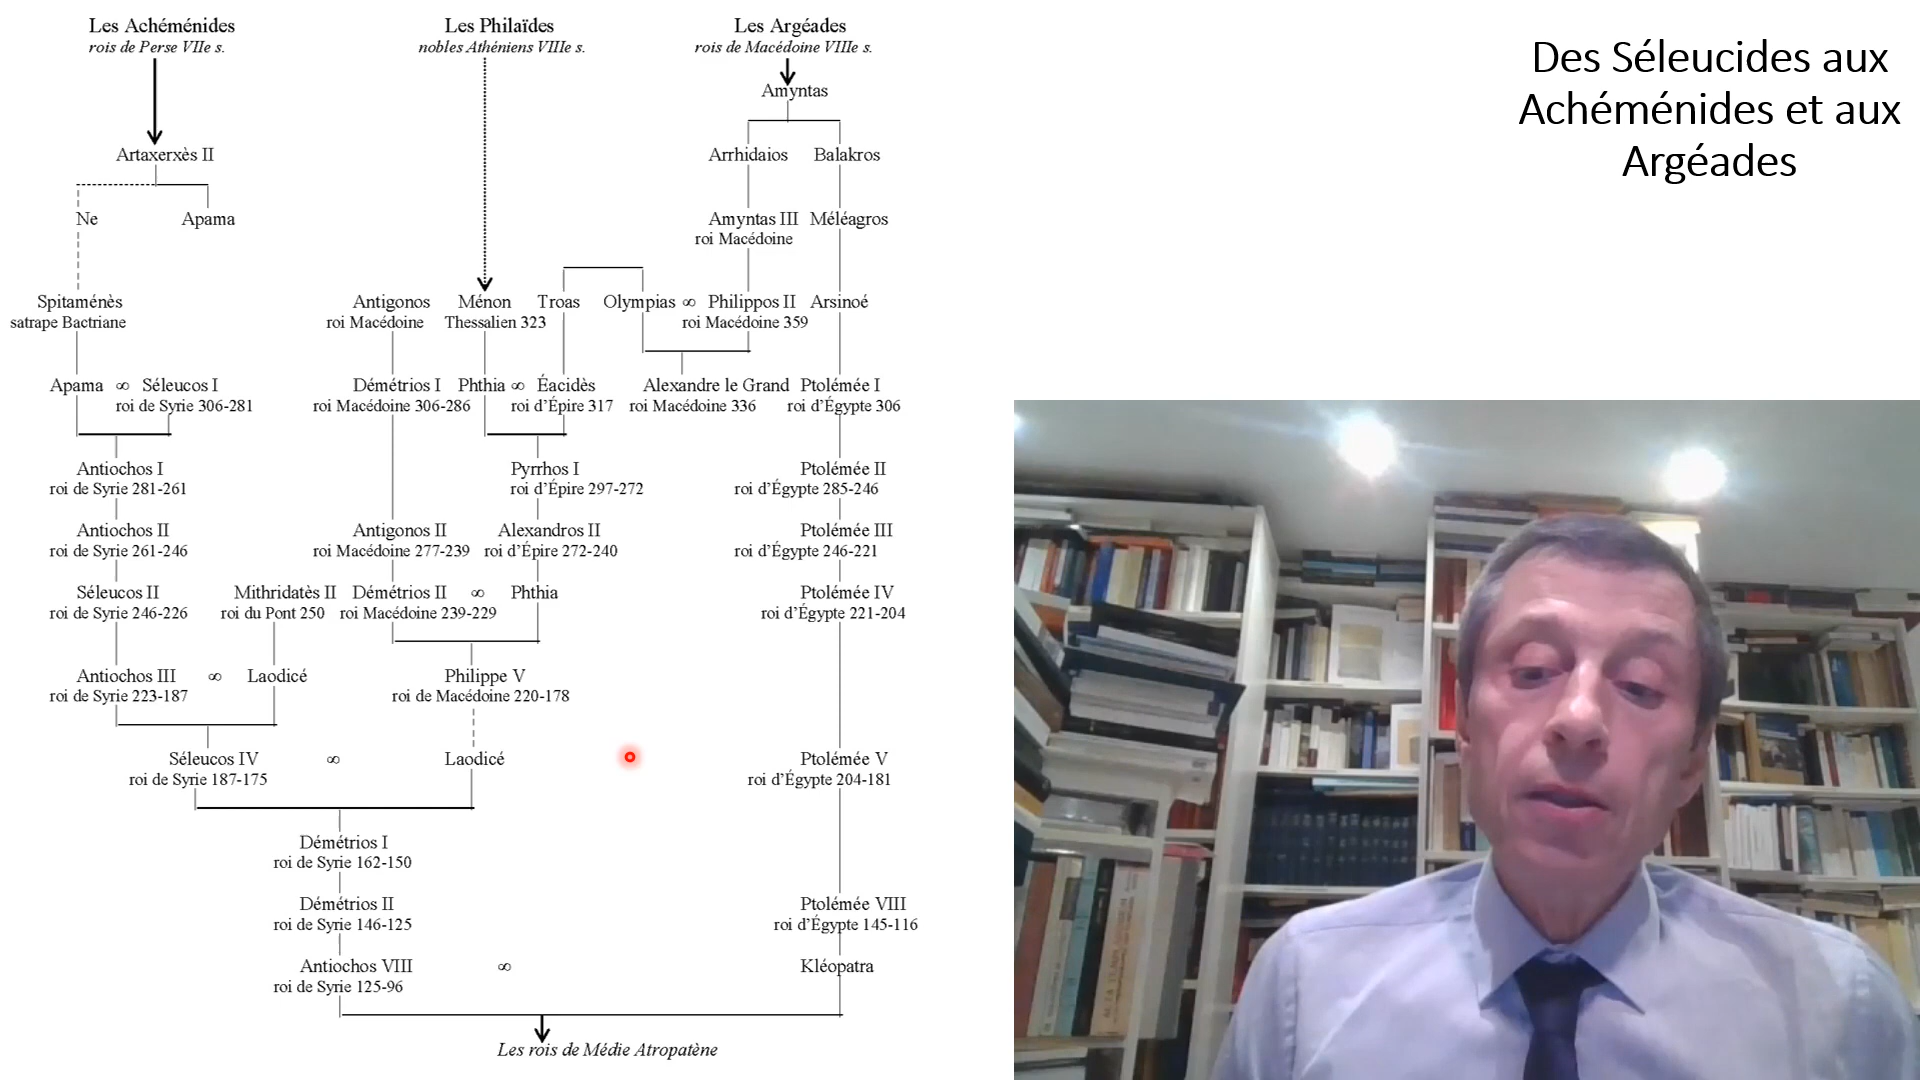 Les Achéménides
rois de Perse VIIe s.
Les Philaïdes
nobles Athéniens VIIIe s.
Les Argéades
rois de Macédoine VIIIe s.
Des Séleucides aux
Achéménides et aux
Argéades
Amyntas
Artaxerxès II
Arrhidaios
Balakros
Ne
Apama
Amyntas III
roi Macédoine
Méléagros
Spitaménès
satrape Bactriane
Antigonos
roi Macédoine
Ménon
Thessalien 323
Troas
Olympias ∞ Philippos II
roi Macédoine 359
Arsinoé
Apama ∞ Séleucos I
roi de Syrie 306-281
Démétrios I
roi Macédoine 306-286
Phthia ∞ Éacidès
roi d'Épire 317
Alexandre le Grand
roi Macédoine 336
Ptolémée I
roi d'Égypte 306
Antiochos I
roi de Syrie 281-261
Pyrrhos I
roi d'Épire 297-272
Ptolémée II
roi d'Égypte 285-246
Antiochos II
roi de Syrie 261-246
Antigonos II
roi Macédoine 277-239
Alexandros II
roi d'Épire 272-240
Ptolémée III
roi d'Égypte 246-221
Séleucos II
roi de Syrie 246-226
Mithridatès II
roi du Pont 250
Démétrios II ∞ Phthia
roi Macédoine 239-229
Ptolémée IV
roi d'Égypte 221-204
Antiochos III ∞ Laodicé
roi de Syrie 223-187
Philippe V
roi de Macédoine 220-178
Séleucos IV ∞ Laodicé
roi de Syrie 187-175
Ptolémée V
roi d'Égypte 204-181
Démétrios I
roi de Syrie 162-150
Démétrios II
roi de Syrie 146-125
Ptolémée VIII
roi d'Égypte 145-116
Antiochos VIII ∞ Kléopatra
roi de Syrie 125-96
Les rois de Médie Atropatène